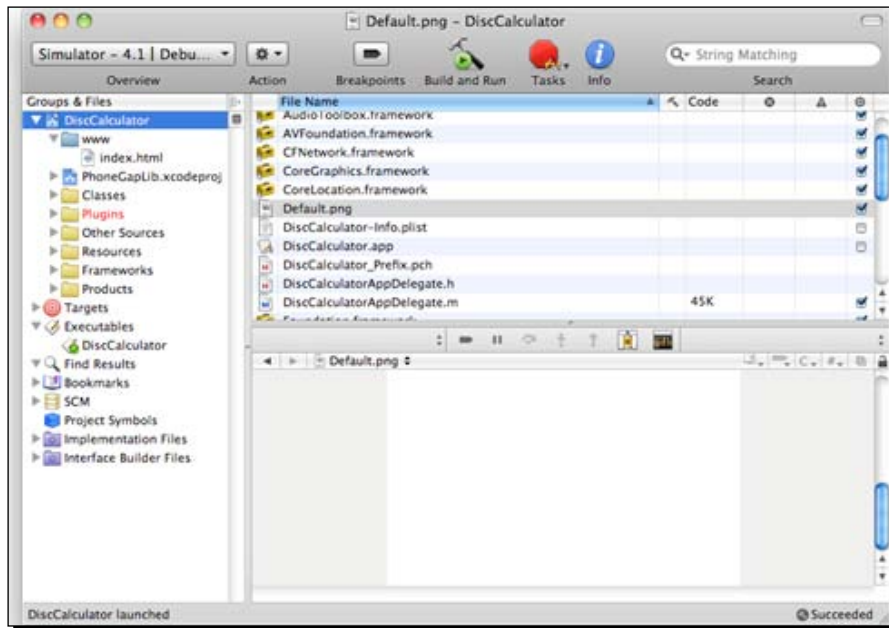 Default.png – DiscCalculator
Simulator – 4.1 | Debu...
Overview
Action
Breakpoints
Build and Run
Tasks
Info
String Matching
Search
Groups & Files
DiscCalculator
www
index.html
PhoneGapLib.xcodeproj
Classes
Plugins
Other Sources
Resources
Frameworks
Products
Targets
Executables
DiscCalculator
Find Results
Bookmarks
SCM
Project Symbols
Implementation Files
Interface Builder Files
File Name
Code
AudioToolbox.framework
AVFoundation.framework
CFNetwork.framework
CoreGraphics.framework
CoreLocation.framework
Default.png
DiscCalculator-Info.plist
DiscCalculator.app
DiscCalculator_Prefix.pch
DiscCalculatorAppDelegate.h
DiscCalculatorAppDelegate.m 45K
Foundation.framework
Default.png
C #
DiscCalculator launched
Succeeded